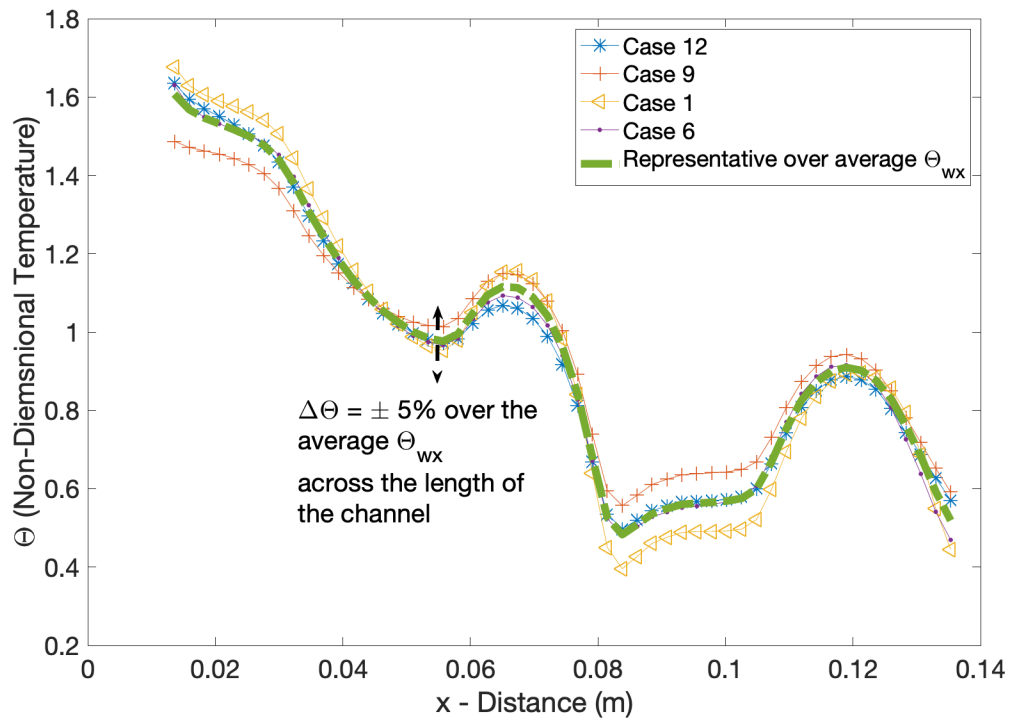 1.8
1.6
1.4
1.2
1
0.8
0.6
0.4
0.2
Θ (Non-Diemsnional Temperature)
Case 12
Case 9
Case 1
Case 6
Representative over average Θwx
ΔΘ = ± 5% over the
average Θwx
across the length of
the channel
0 0.02 0.04 0.06 0.08 0.1 0.12 0.14
x - Distance (m)